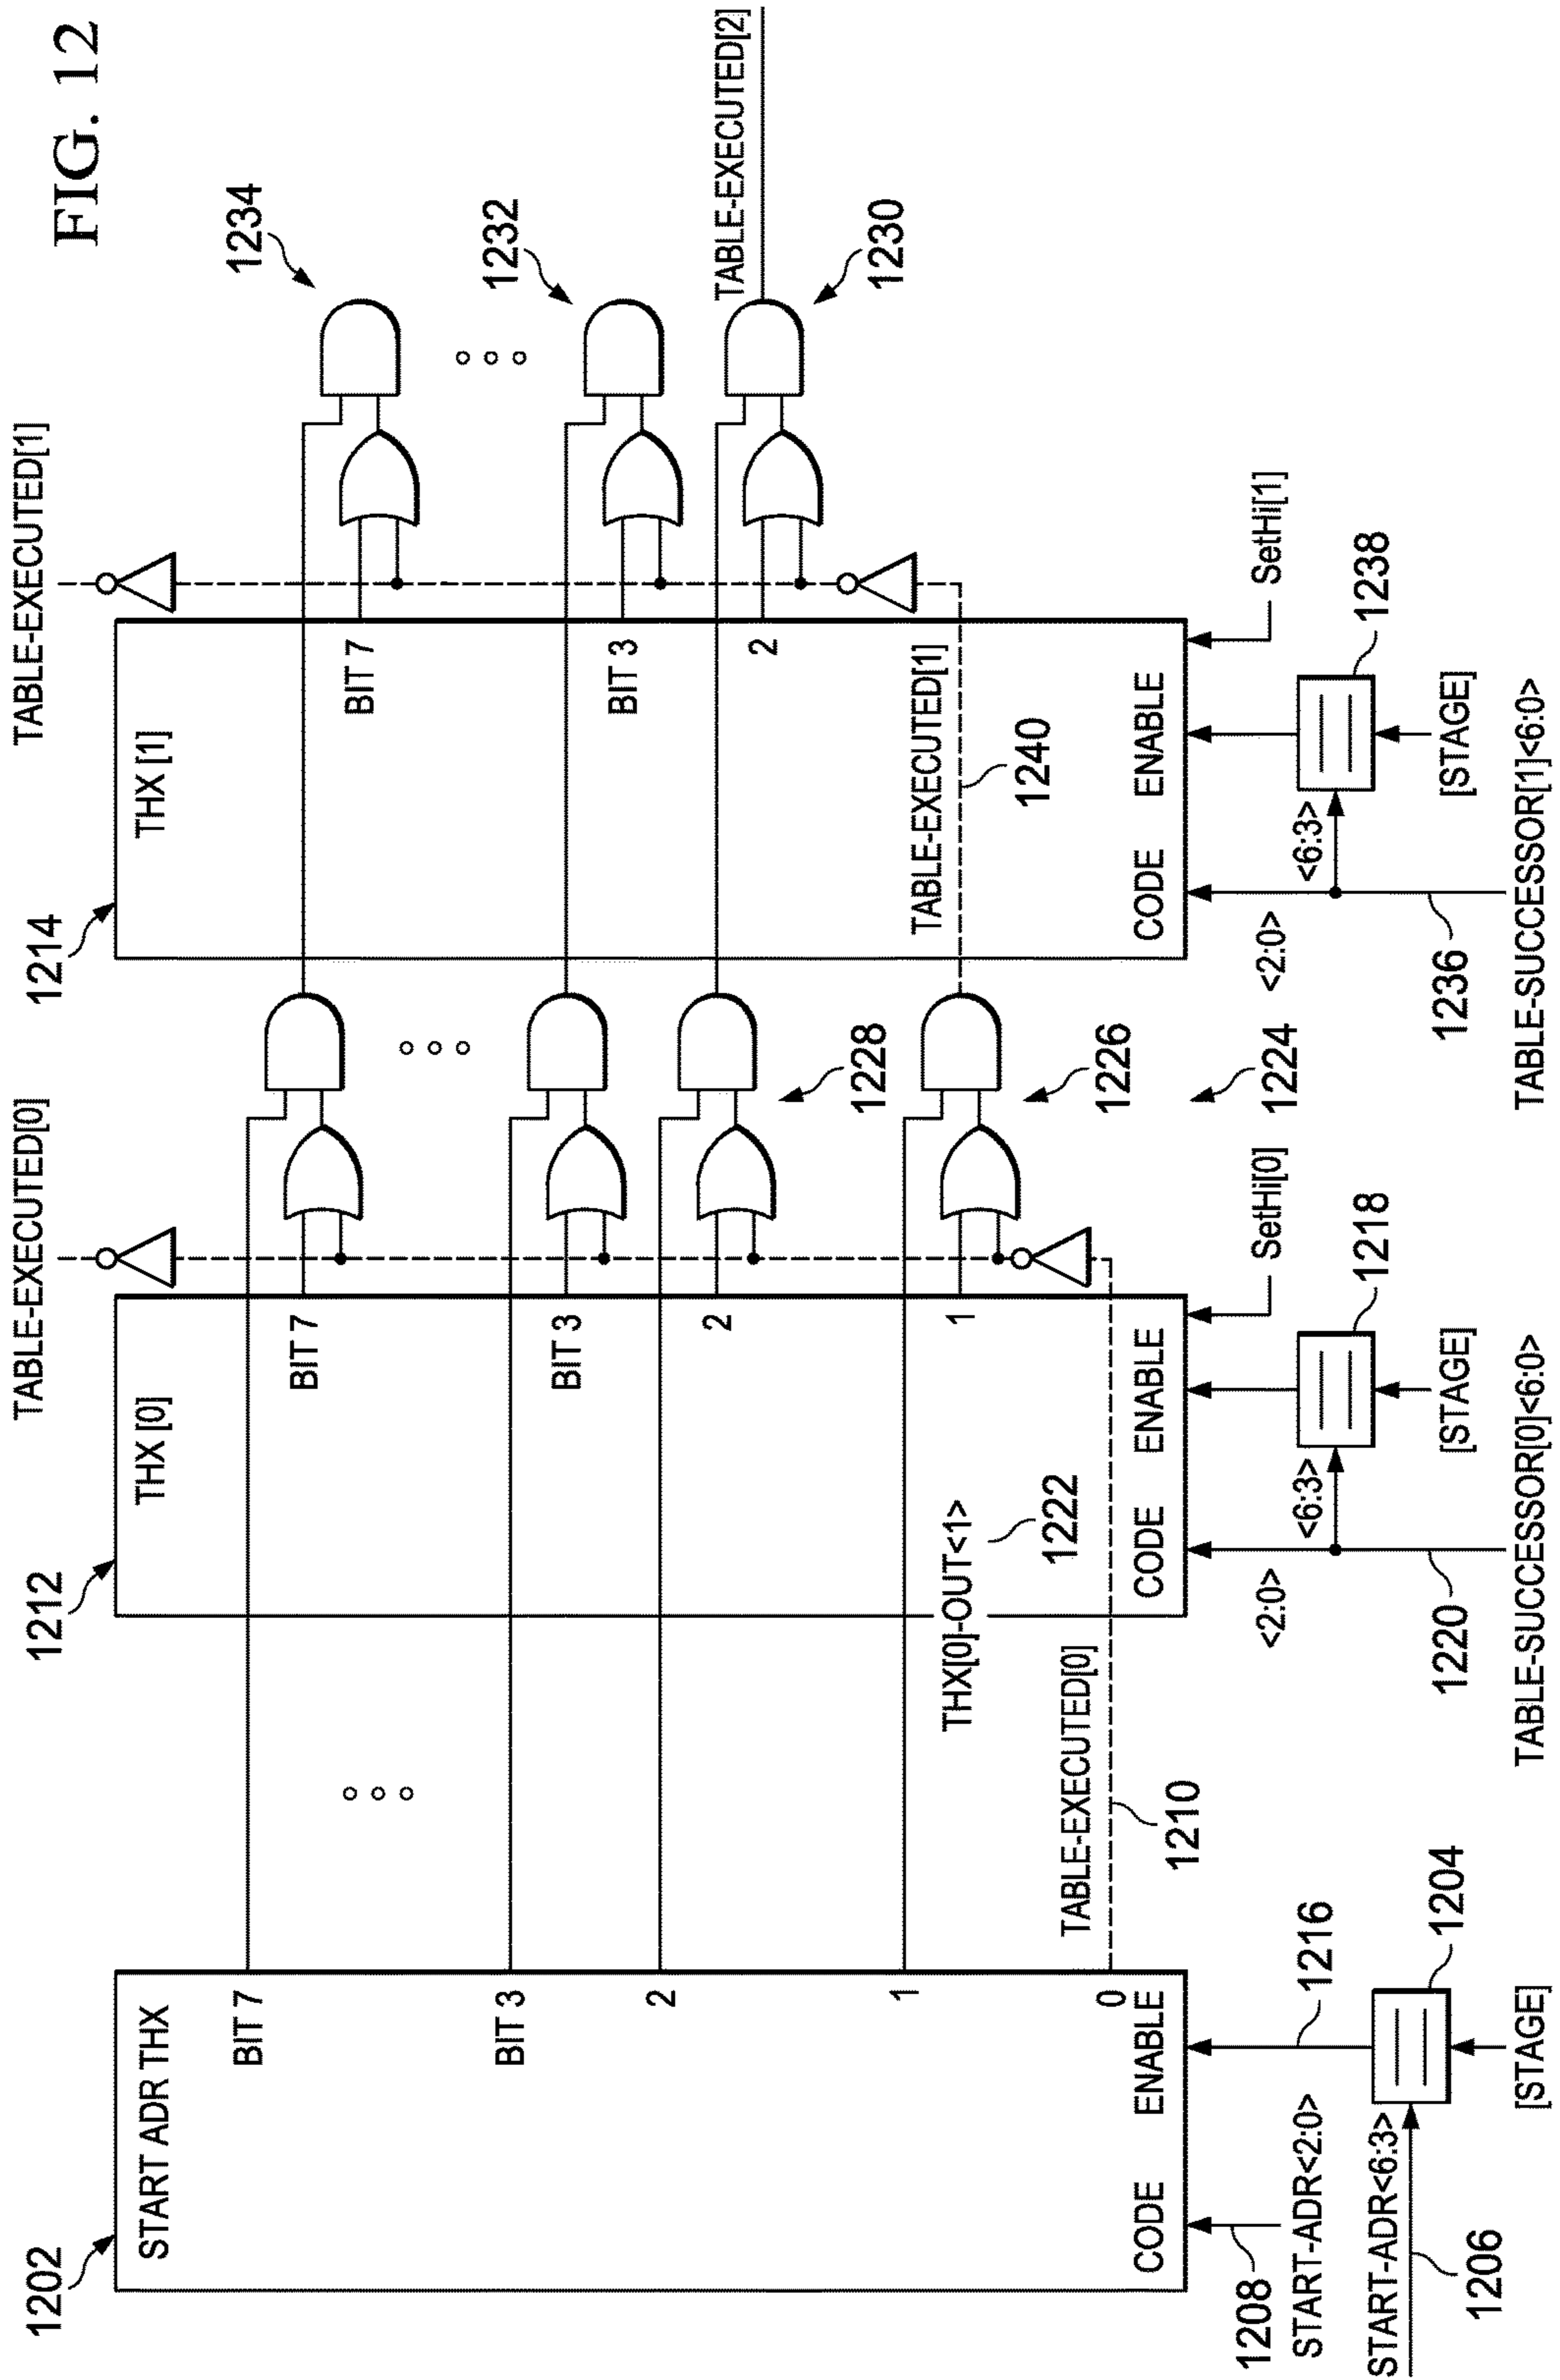 FIG. 12
1202
START ADR THX
BIT 7
BIT 3
2
1
0
CODE
ENABLE
1208
START-ADR<2:0>
START-ADR<6:3>
1206
1216
1204
[STAGE]
TABLE-EXECUTED[0]
1210
1212
THX [0]
THX[0]-OUT<1>
1222
BIT 7
BIT 3
2
1
CODE
ENABLE
<2:0>
<6:3>
1220
1218
[STAGE]
SetHi[0]
TABLE-SUCCESSOR[0]<6:0>
TABLE-EXECUTED[0]
1228
1226
1224
1214
THX [1]
BIT 7
BIT 3
2
TABLE-EXECUTED[1]
1240
CODE
ENABLE
<2:0>
<6:3>
1236
1238
[STAGE]
SetHi[1]
TABLE-SUCCESSOR[1]<6:0>
TABLE-EXECUTED[1]
1234
1232
TABLE-EXECUTED[2]
1230